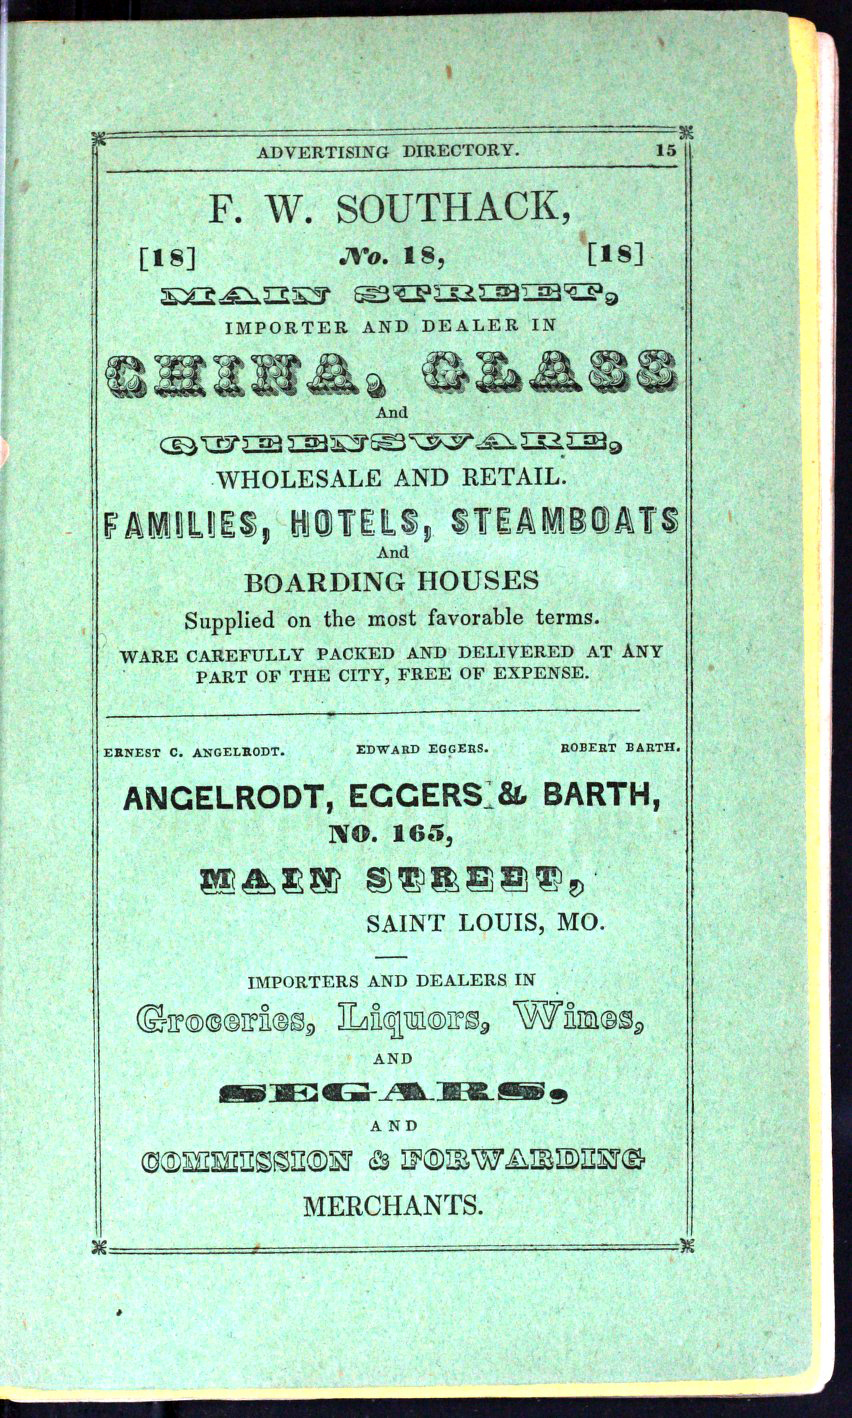 ADVERTISING DIRECTORY. 15
F. W. SOUTHACK,
[18] No. 18, [18]
MAIN STREET,
IMPORTER AND DEALER IN
CHINA, GLASS
And
QUEENSWARE,
WHOLESALE AND RETAIL.
FAMILIES, HOTELS, STEAMBOATS
And
BOARDING HOUSES
Supplied on the most favorable terms.
WARE CAREFULLY PACKED AND DELIVERED AT ANY
PART OF THE CITY, FREE OF EXPENSE.
ERNEST C. ANGELRODT. EDWARD EGGERS. ROBERT BARTH.
ANGELRODT, EGGERS & BARTH,
NO. 165,
MAIN STREET,
SAINT LOUIS, MO.
IMPORTERS AND DEALERS IN
Groceries, Liquors, Wines,
AND
SEGARS,
AND
COMMISSION & FORWARDING
MERCHANTS.